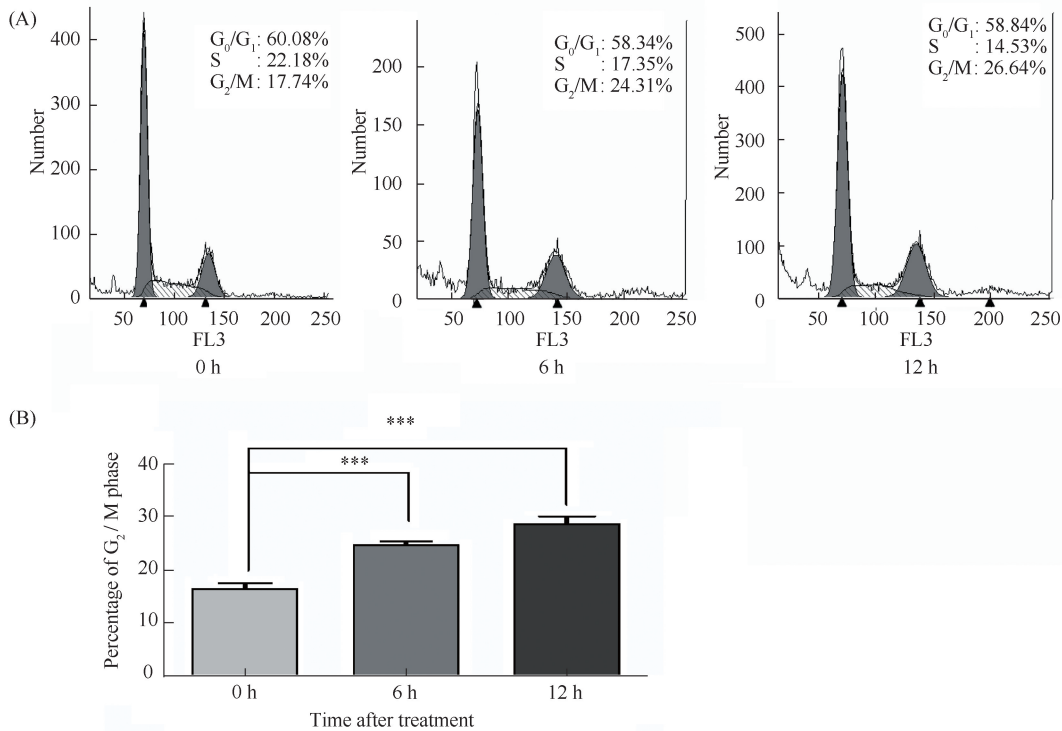 (A)
400
300
200
100
0
Number
G₀/G₁: 60.08%
S : 22.18%
G₂/M: 17.74%
50 100 150 200 250
FL3
0 h
200
150
100
50
0
Number
G₀/G₁: 58.34%
S : 17.35%
G₂/M: 24.31%
50 100 150 200 250
FL3
6 h
500
400
300
200
100
0
Number
G₀/G₁: 58.84%
S : 14.53%
G₂/M: 26.64%
50 100 150 200 250
FL3
12 h
(B)
***
***
40
30
20
10
0
Percentage of G₂ / M phase
0 h 6 h 12 h
Time after treatment